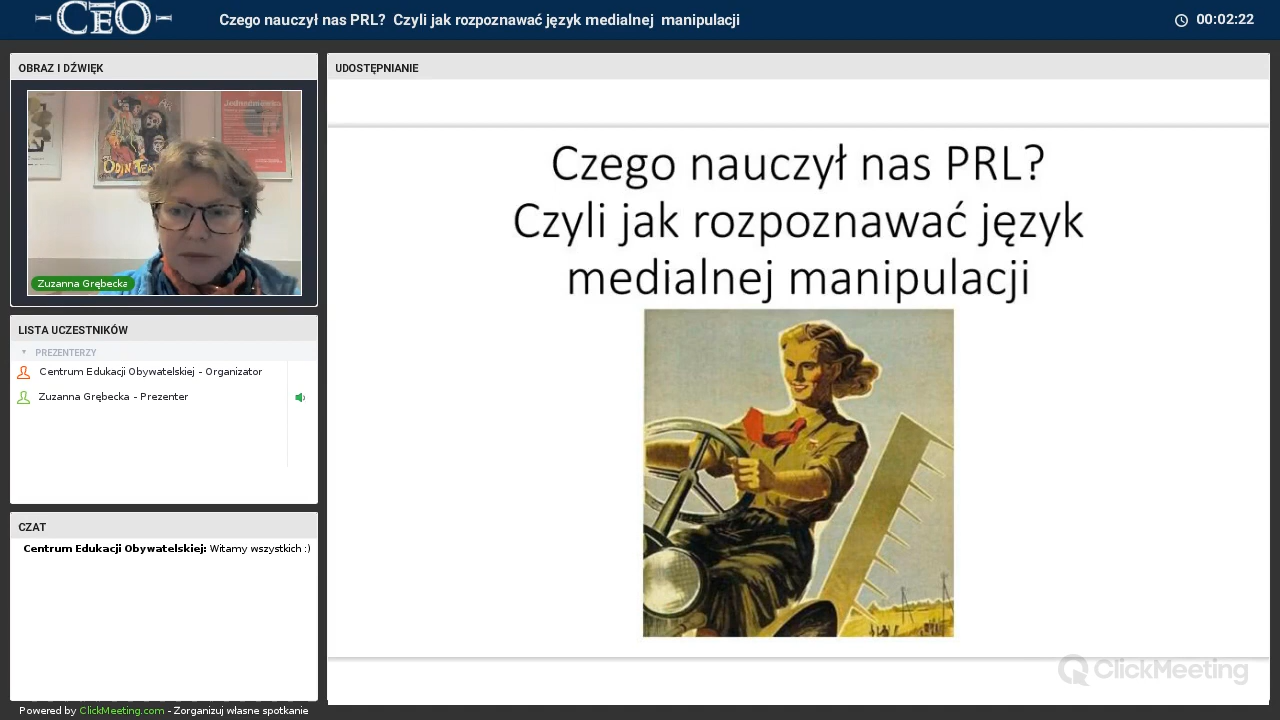 CEO
Czego nauczył nas PRL? Czyli jak rozpoznawać język medialnej manipulacji
00:02:22
OBRAZ I DŹWIĘK
Zuzanna Grębecka
LISTA UCZESTNIKÓW
PREZENTERZY
Centrum Edukacji Obywatelskiej - Organizator
Zuzanna Grębecka - Prezenter
CZAT
Centrum Edukacji Obywatelskiej: Witamy wszystkich :)
Powered by ClickMeeting.com - Zorganizuj własne spotkanie
UDOSTĘPNIANIE
Czego nauczył nas PRL?
Czyli jak rozpoznawać język
medialnej manipulacji
ClickMeeting